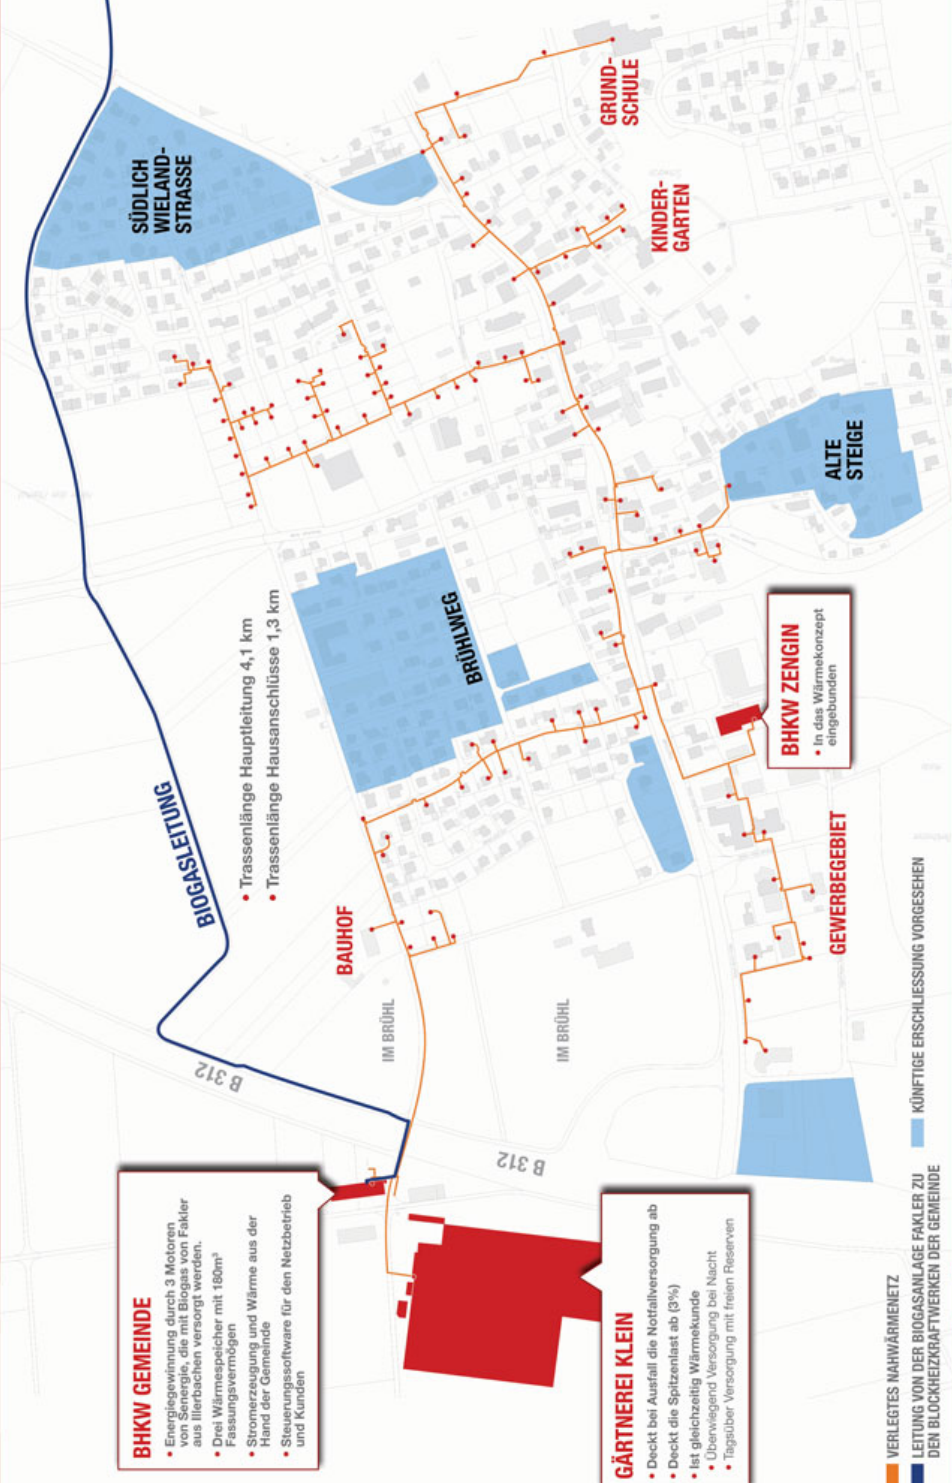 BHKW GEMEINDE
• Energiegewinnung durch 3 Motoren
von Senergie, die mit Biogas von Fakler
aus Illerbachen versorgt werden.
• Drei Wärmespeicher mit 180m³
Fassungsvermögen
• Stromerzeugung und Wärme aus der
Hand der Gemeinde
• Steuerungssoftware für den Netzbetrieb
und Kunden
B 312
BIOGASLEITUNG
• Trassenlänge Hauptleitung 4,1 km
• Trassenlänge Hausanschlüsse 1,3 km
SÜDLICH
WIELAND-
STRASSE
BAUHOF
IM BRÜHL
BRÜHLWEG
B 312
IM BRÜHL
GRUND-
SCHULE
KINDER-
GARTEN
GÄRTNEREI KLEIN
• Deckt bei Ausfall die Notfallversorgung ab
• Deckt die Spitzenlast ab (3%)
• Ist gleichzeitig Wärmekunde
• Überwiegend Versorgung bei Nacht
• Tagsüber Versorgung mit freien Reserven
BHKW ZENGIN
• In das Wärmekonzept
eingebunden
GEWERBEGEBIET
ALTE
STEIGE
VERLEGTES NAHWÄRMENETZ
LEITUNG VON DER BIOGASANLAGE FAKLER ZU
DEN BLOCKHEIZKRAFTWERKEN DER GEMEINDE
KÜNFTIGE ERSCHLIESSUNG VORGESEHEN